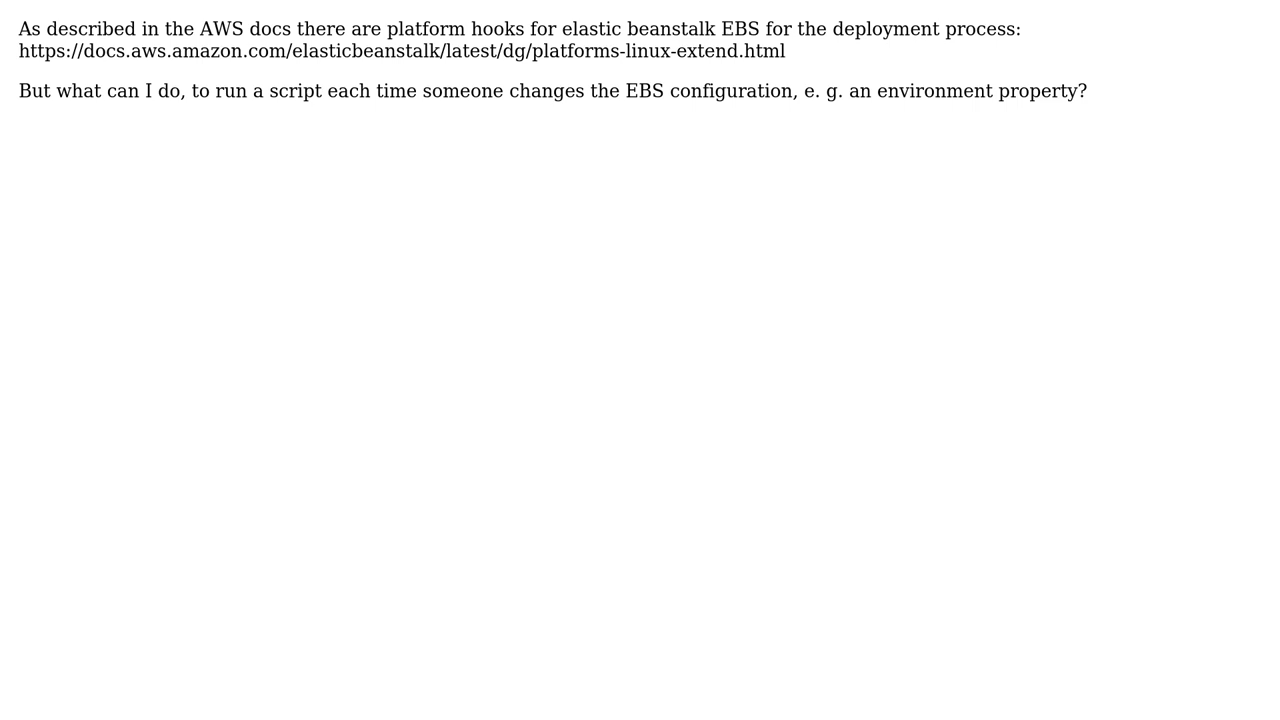 As described in the AWS docs there are platform hooks for elastic beanstalk EBS for the deployment process:
https://docs.aws.amazon.com/elasticbeanstalk/latest/dg/platforms-linux-extend.html
But what can I do, to run a script each time someone changes the EBS configuration, e. g. an environment property?